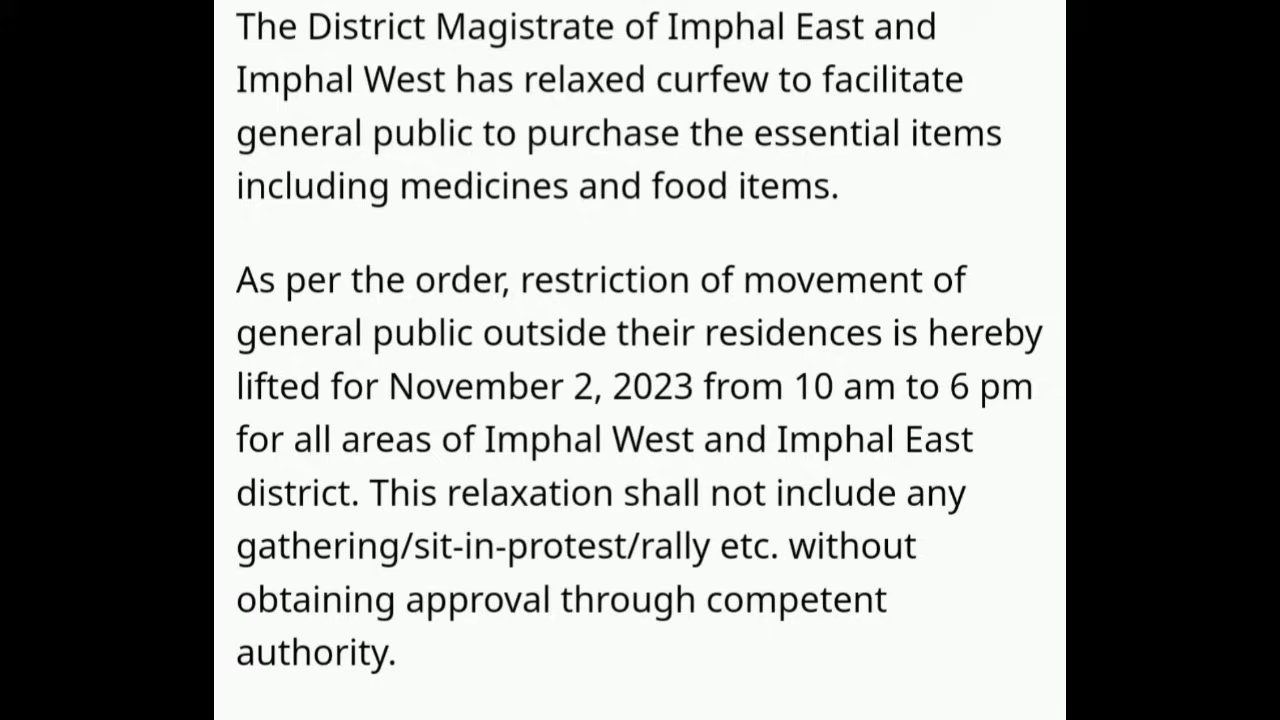 The District Magistrate of Imphal East and
Imphal West has relaxed curfew to facilitate
general public to purchase the essential items
including medicines and food items.
As per the order, restriction of movement of
general public outside their residences is hereby
lifted for November 2, 2023 from 10 am to 6 pm
for all areas of Imphal West and Imphal East
district. This relaxation shall not include any
gathering/sit-in-protest/rally etc. without
obtaining approval through competent
authority.